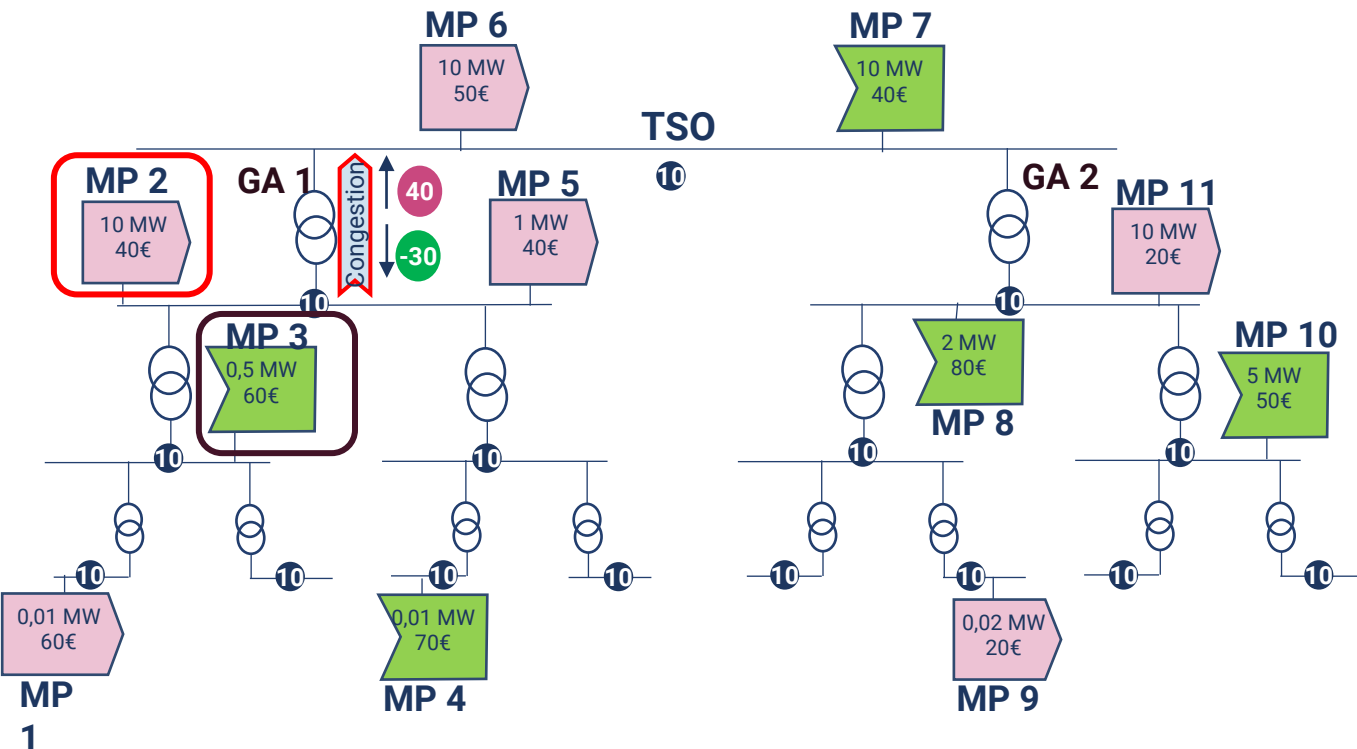 MP 6
10 MW
50€
MP 7
10 MW
40€
TSO
10
MP 2
10 MW
40€
GA 1
Congestion
40
-30
MP 5
1 MW
40€
GA 2
MP 11
10 MW
20€
10
10
MP 3
0,5 MW
60€
2 MW
80€
MP 8
MP 10
5 MW
50€
10
10
10
10
10
10
10
10
10
10
10
10
0,01 MW
60€
MP
1
0,01 MW
70€
MP 4
0,02 MW
20€
MP 9